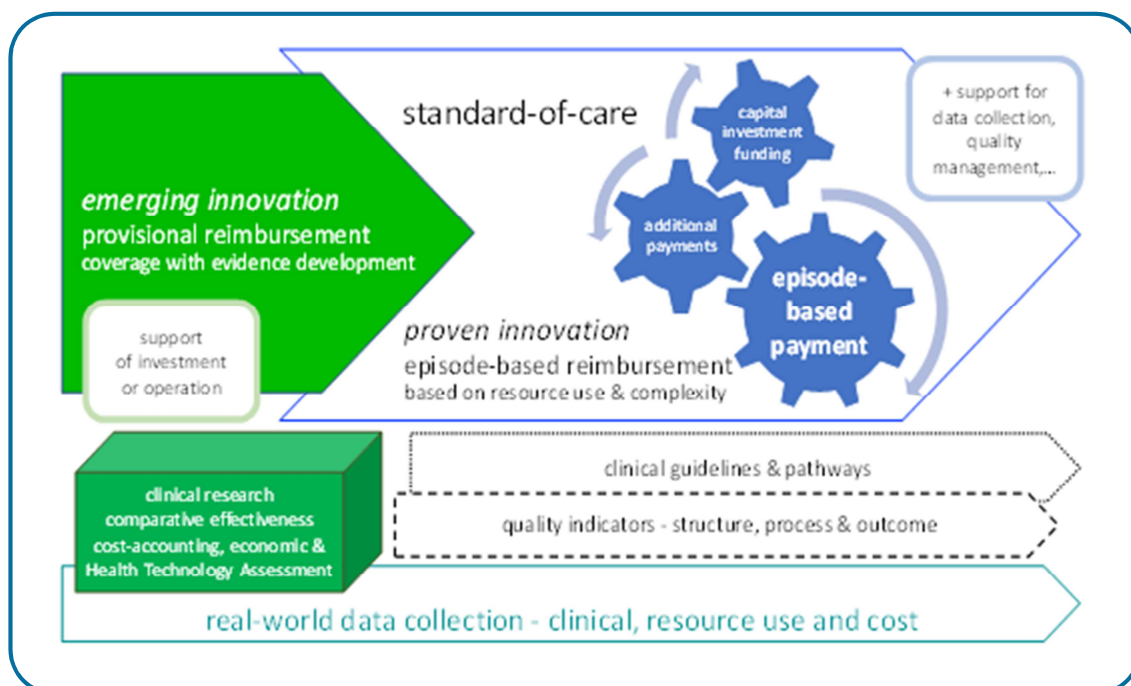 emerging innovation
provisional reimbursement
coverage with evidence development
support
of investment
or operation
standard-of-care
proven innovation
episode-based reimbursement
based on resource use & complexity
capital
investment
funding
additional
payments
episode-
based
payment
+ support for
data collection,
quality
management,...
clinical research
comparative effectiveness
cost-accounting, economic &
Health Technology Assessment
clinical guidelines & pathways
quality indicators - structure, process & outcome
real-world data collection - clinical, resource use and cost